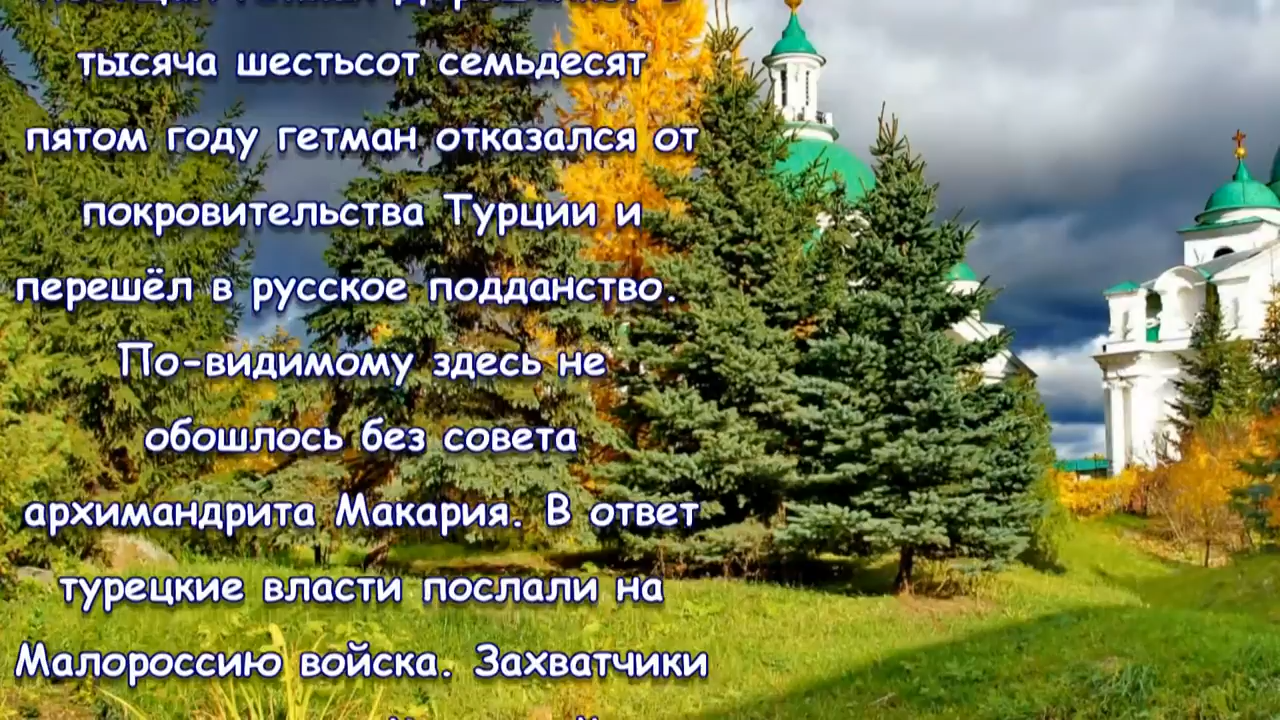 тысяча шестьсот семьдесят
пятом году гетман отказался от
покровительства Турции и
перешёл в русское подданство.
По-видимому здесь не
обошлось без совета
архимандрита Макария. В ответ
турецкие власти послали на
Малороссию войска. Захватчики